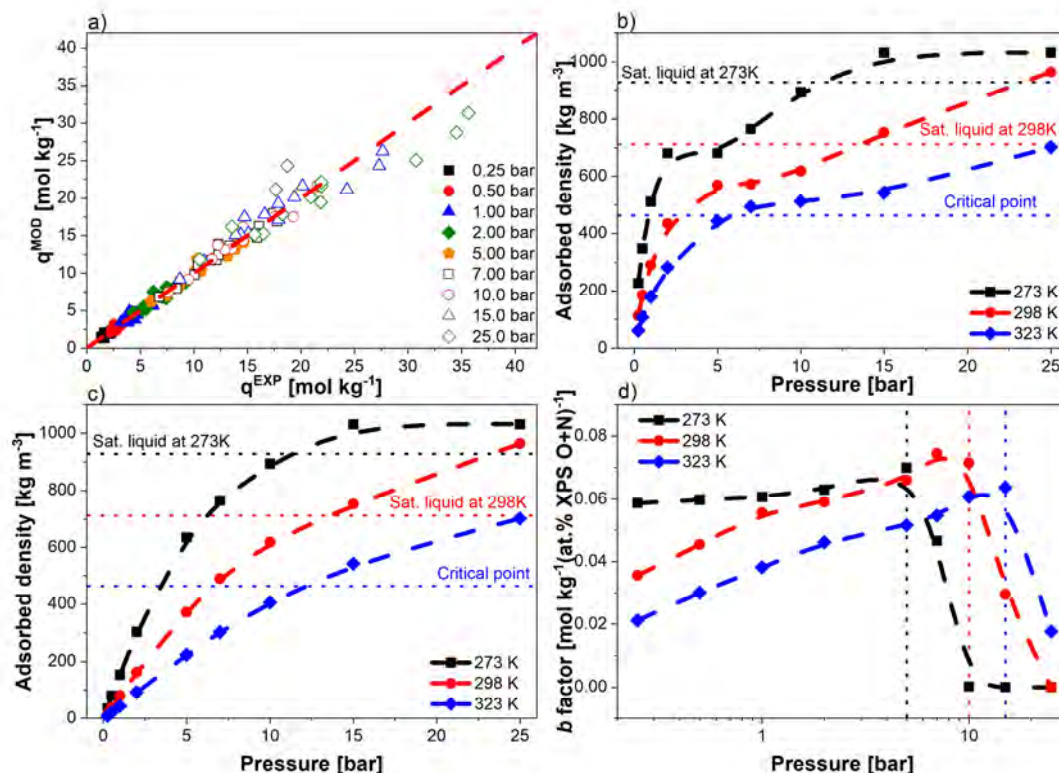 a)
40
35
30
25
20
15
10
5
0
q^MOD [mol kg⁻¹]
0.25 bar
0.50 bar
1.00 bar
2.00 bar
5.00 bar
7.00 bar
10.0 bar
15.0 bar
25.0 bar
0 5 10 15 20 25 30 35 40
q^EXP [mol kg⁻¹]
b)
1000
800
600
400
200
0
Adsorbed density [kg m⁻³]
Sat. liquid at 273K
Sat. liquid at 298K
Critical point
273 K
298 K
323 K
0 5 10 15 20 25
Pressure [bar]
c)
1000
800
600
400
200
0
Adsorbed density [kg m⁻³]
Sat. liquid at 273K
Sat. liquid at 298K
Critical point
273 K
298 K
323 K
0 5 10 15 20 25
Pressure [bar]
d)
273 K
298 K
323 K
0.08
0.06
0.04
0.02
0.00
b factor [mol kg⁻¹(at.% XPS O+N)⁻¹]
1 10
Pressure [bar]